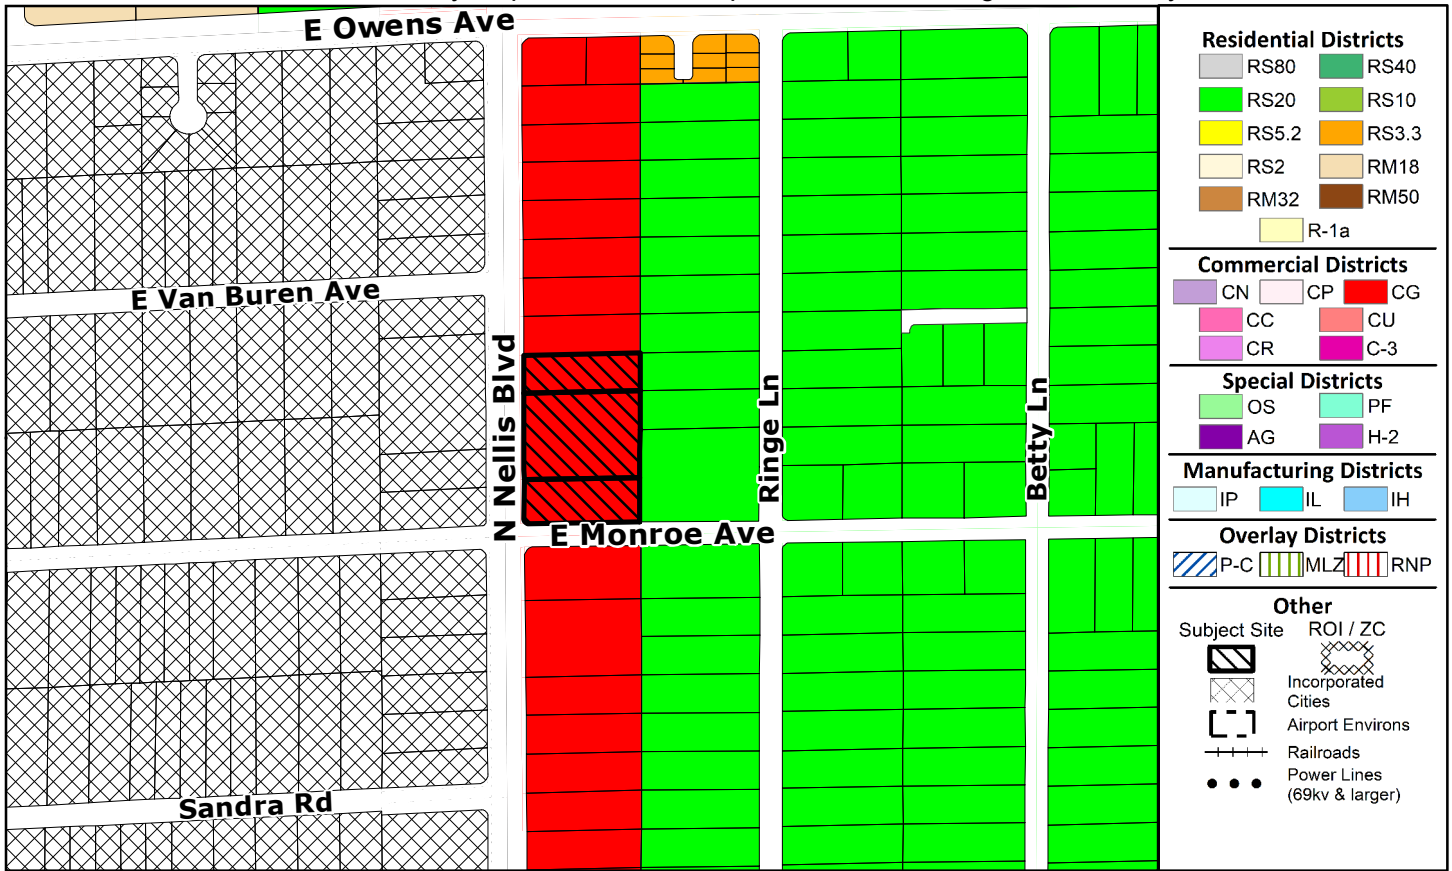 E Owens Ave
E Van Buren Ave
N Nellis Blvd
Ringe Ln
Betty Ln
E Monroe Ave
Sandra Rd
Residential Districts
RS80 RS40
RS20 RS10
RS5.2 RS3.3
RS2 RM18
RM32 RM50
R-1a
Commercial Districts
CN CP CG
CC CU
CR C-3
Special Districts
OS PF
AG H-2
Manufacturing Districts
IP IL IH
Overlay Districts
P-C MLZ RNP
Other
Subject Site ROI / ZC
Incorporated
Cities
Airport Environs
Railroads
Power Lines
(69kv & larger)